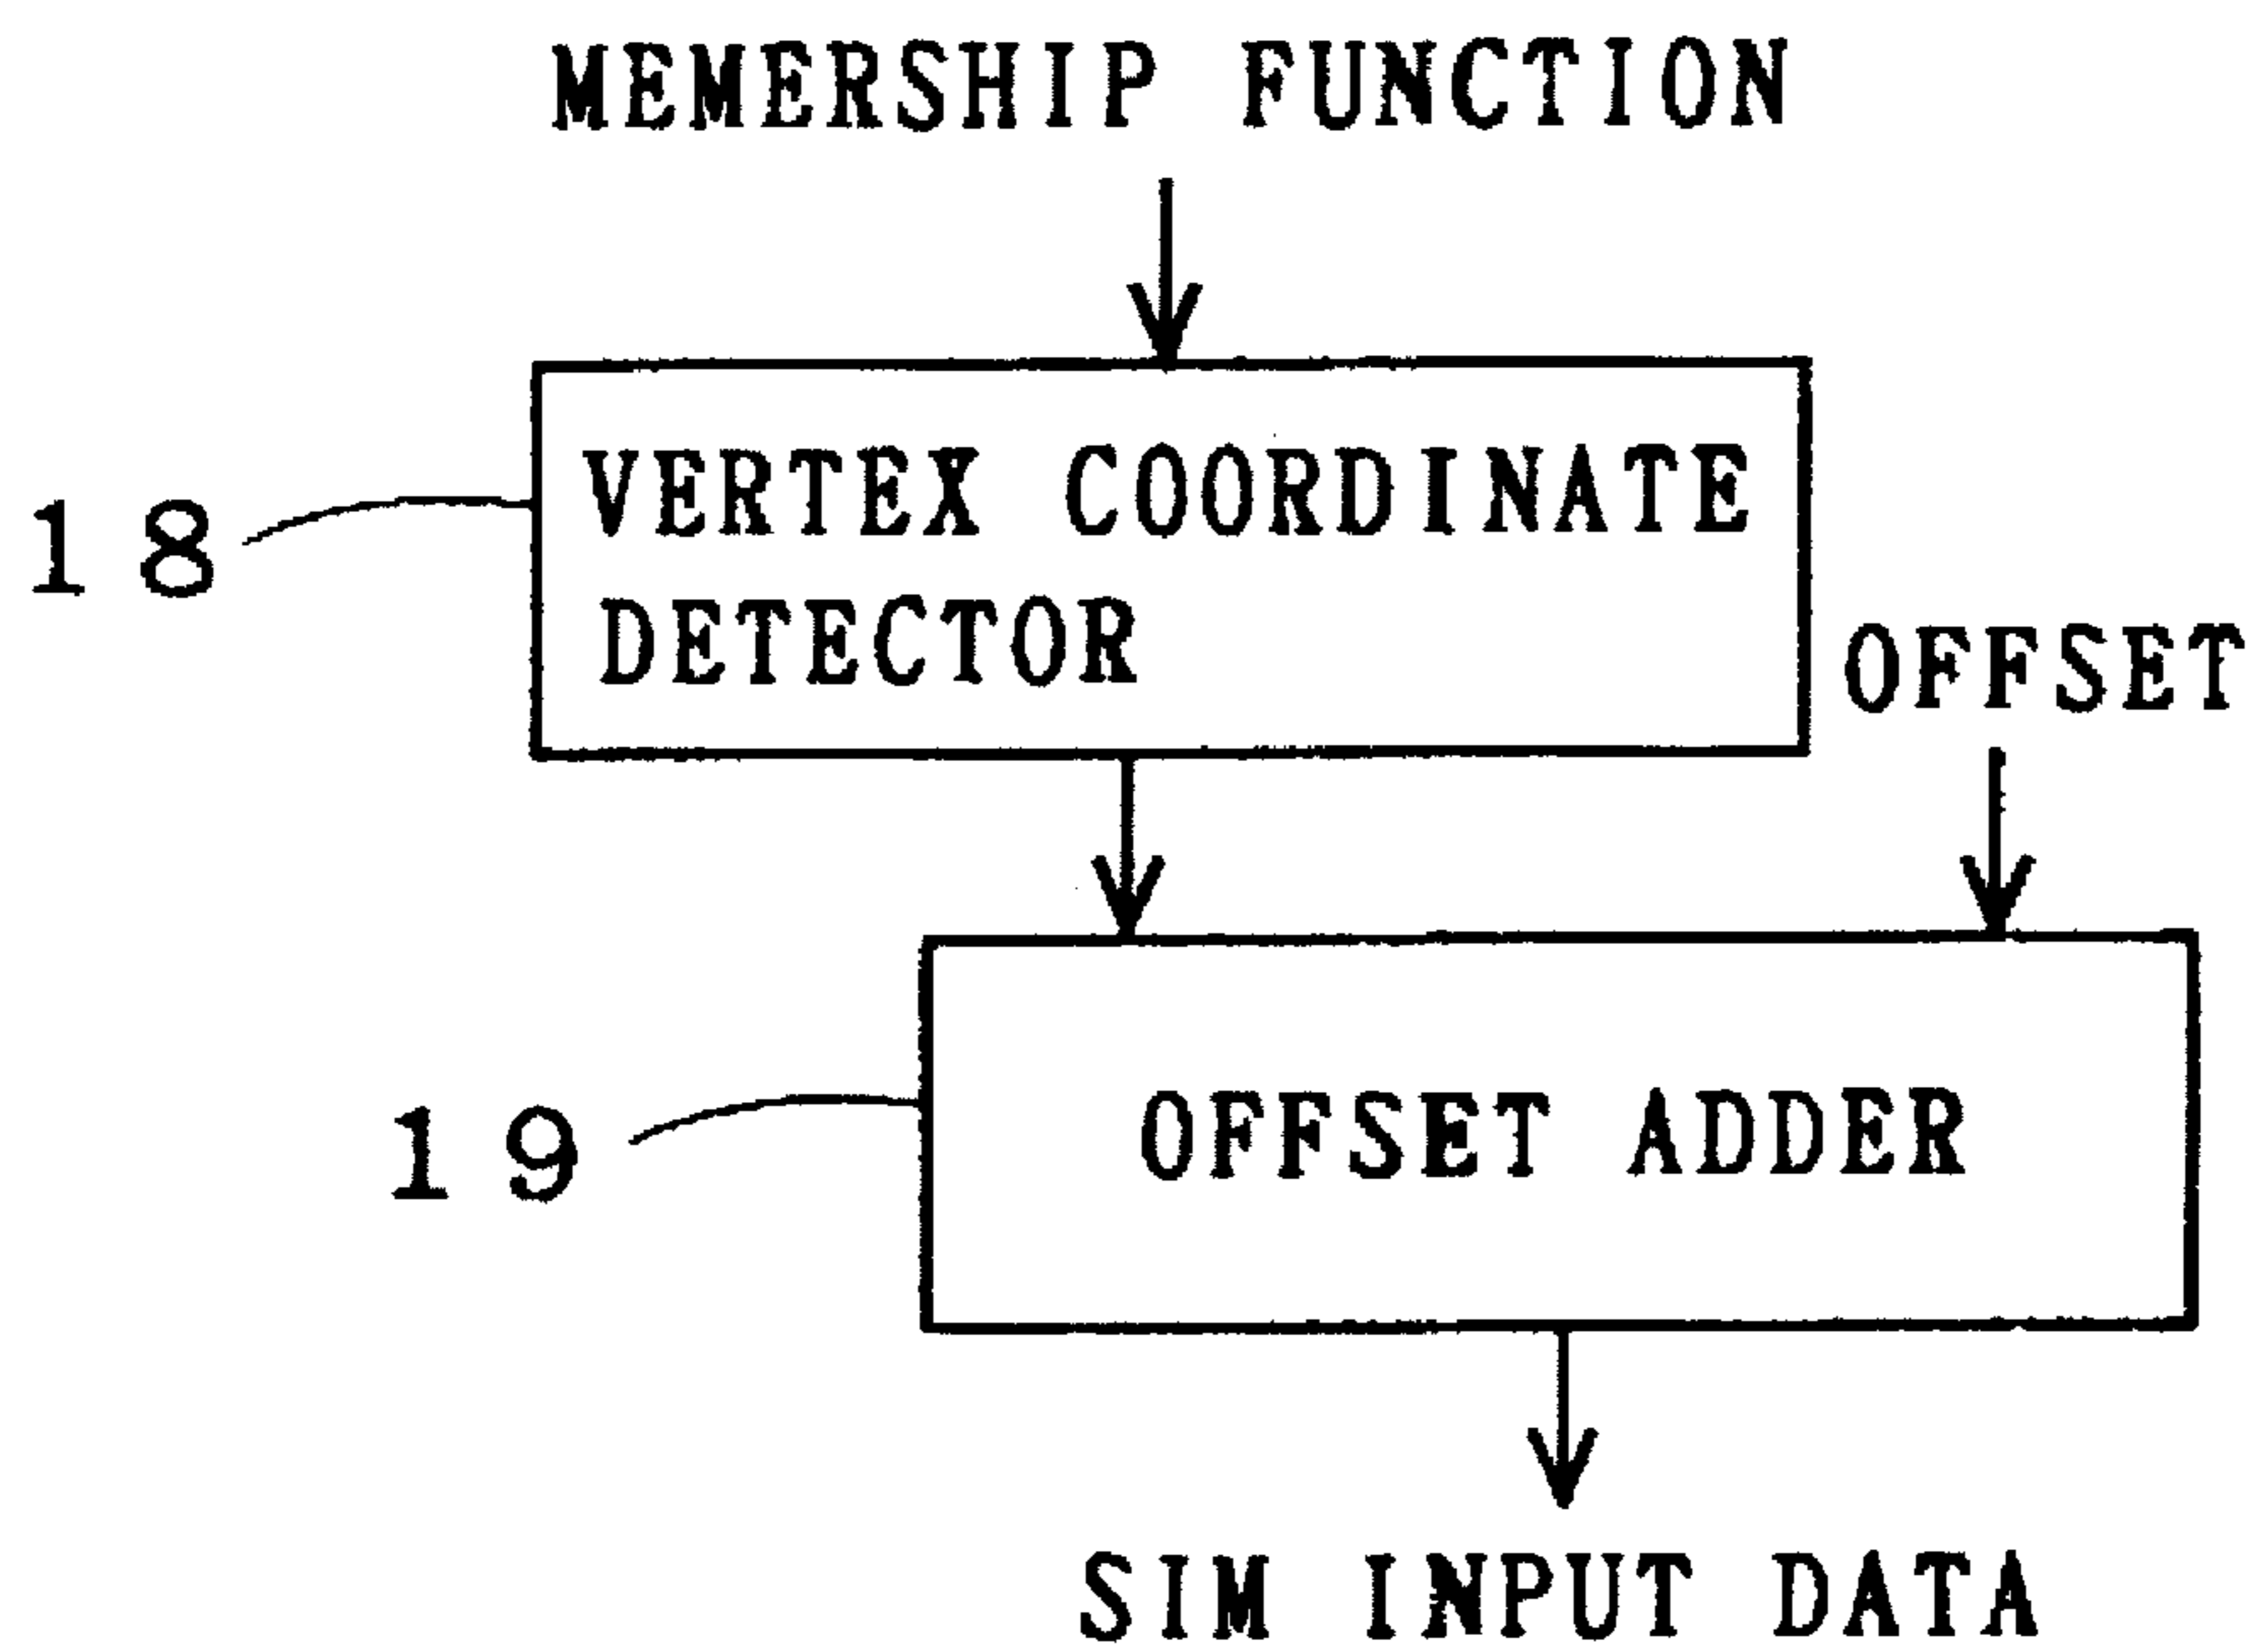 MEMERSHIP FUNCTION
18
VERTEX COORDINATE
DETECTOR
OFFSET
19
OFFSET ADDER
SIM INPUT DATA